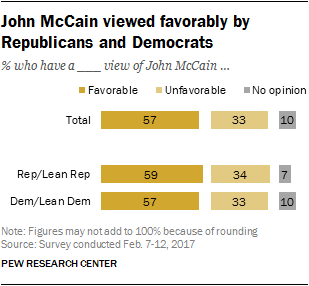 John McCain viewed favorably by
Republicans and Democrats
% who have a ____ view of John McCain ...
Favorable Unfavorable No opinion
Total 57 33 10
Rep/Lean Rep 59 34 7
Dem/Lean Dem 57 33 10
Note: Figures may not add to 100% because of rounding
Source: Survey conducted Feb. 7-12, 2017
PEW RESEARCH CENTER